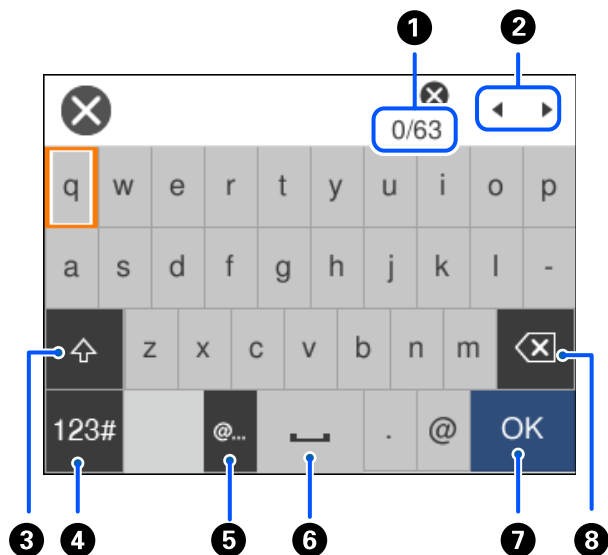 1 2
0/63
q w e r t y u i o p
a s d f g h j k l -
z x c v b n m
123# @... . @ OK
3 4 5 6 7 8